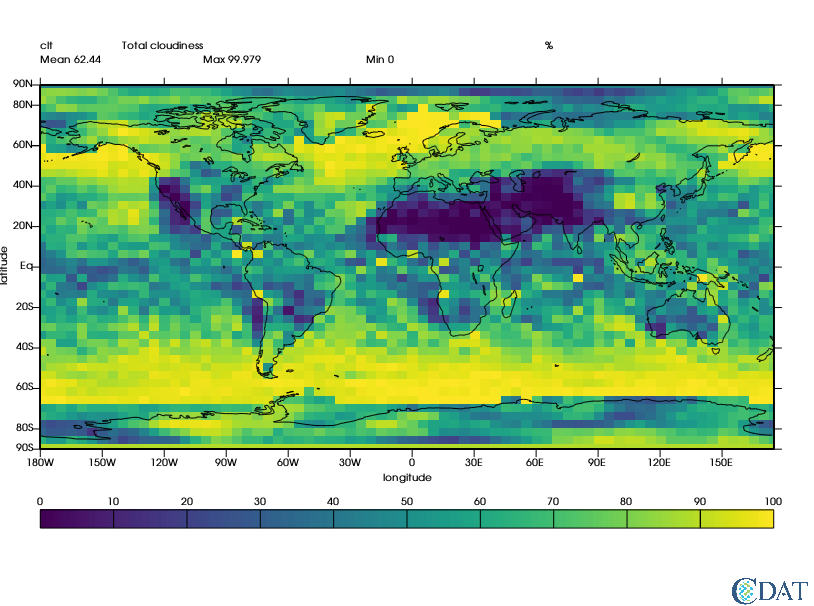 clt Total cloudiness %
Mean 62.44 Max 99.979 Min 0
90N
80N
60N
40N
20N
Eq
20S
40S
60S
80S
90S
latitude
180W 150W 120W 90W 60W 30W 0 30E 60E 90E 120E 150E
longitude
0 10 20 30 40 50 60 70 80 90 100
CDAT